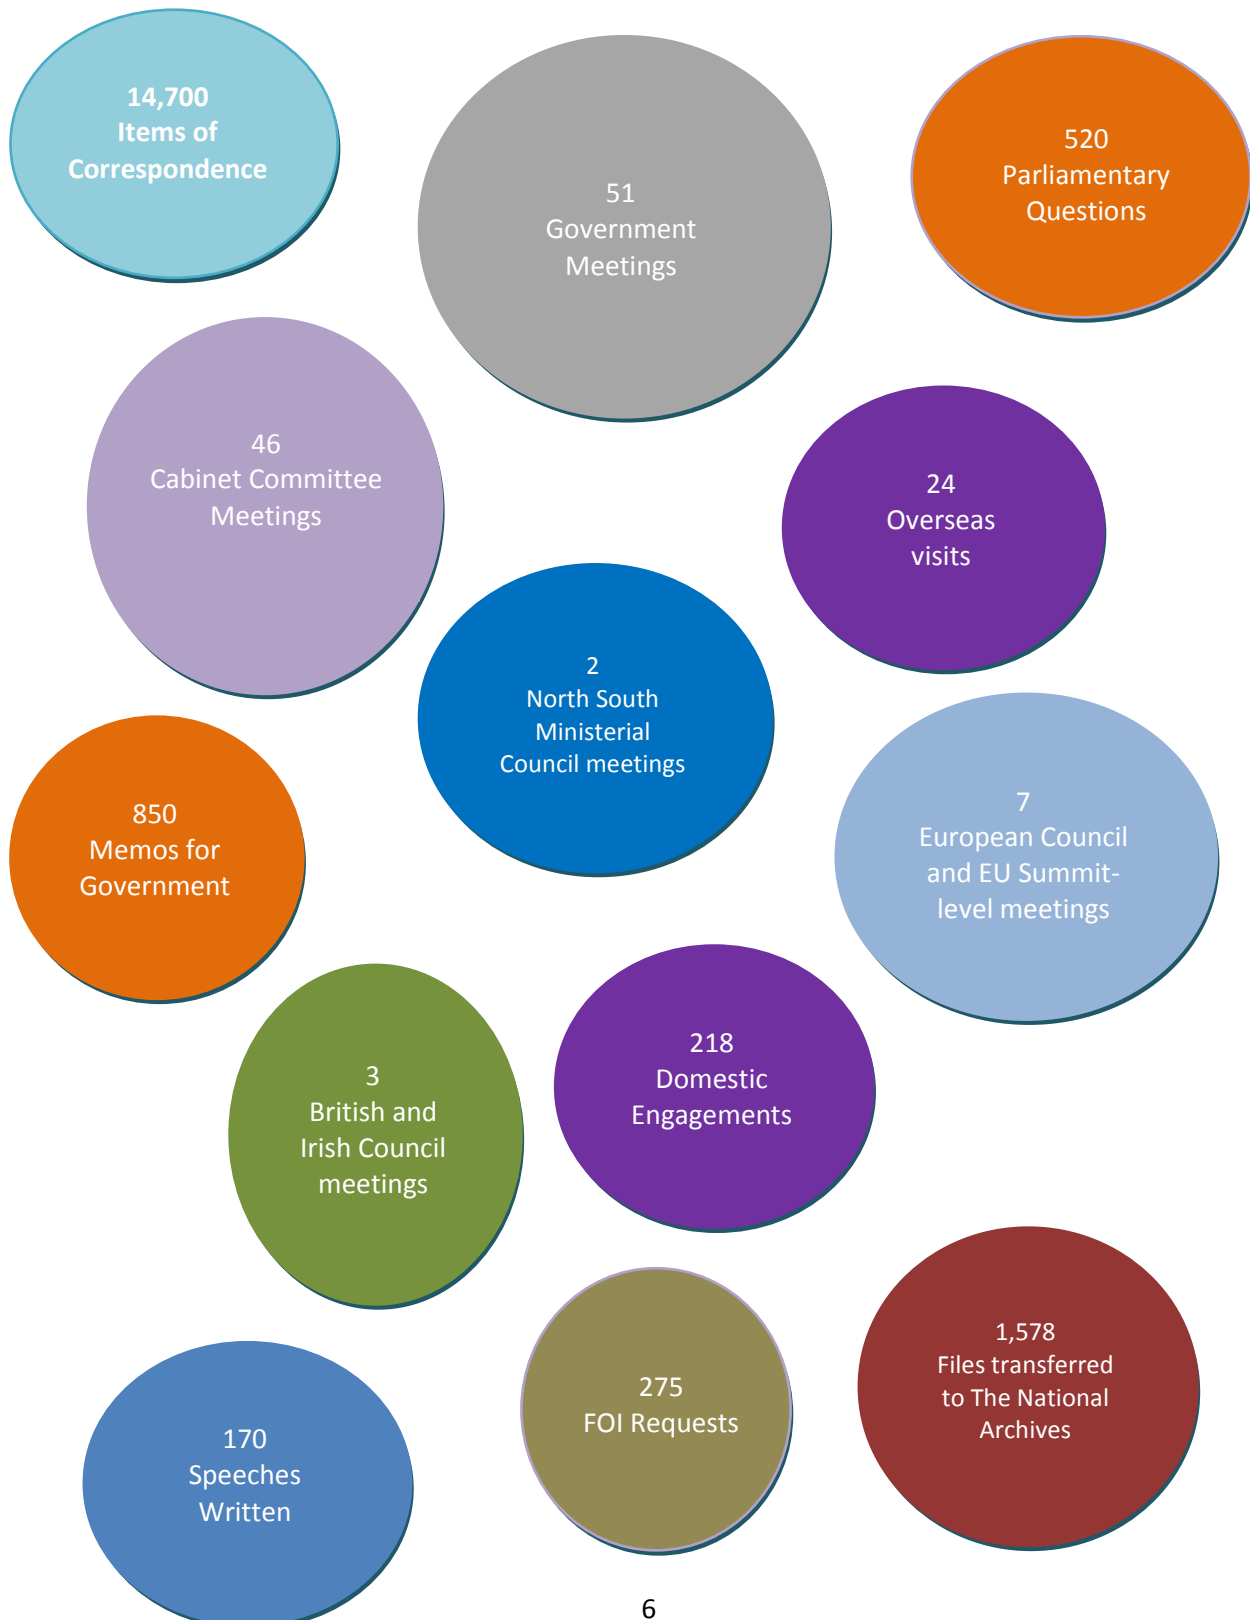 14,700
Items of
Correspondence
51
Government
Meetings
520
Parliamentary
Questions
46
Cabinet Committee
Meetings
24
Overseas
visits
2
North South
Ministerial
Council meetings
850
Memos for
Government
7
European Council
and EU Summit-
level meetings
3
British and
Irish Council
meetings
218
Domestic
Engagements
1,578
Files transferred
to The National
Archives
275
FOI Requests
170
Speeches
Written
6